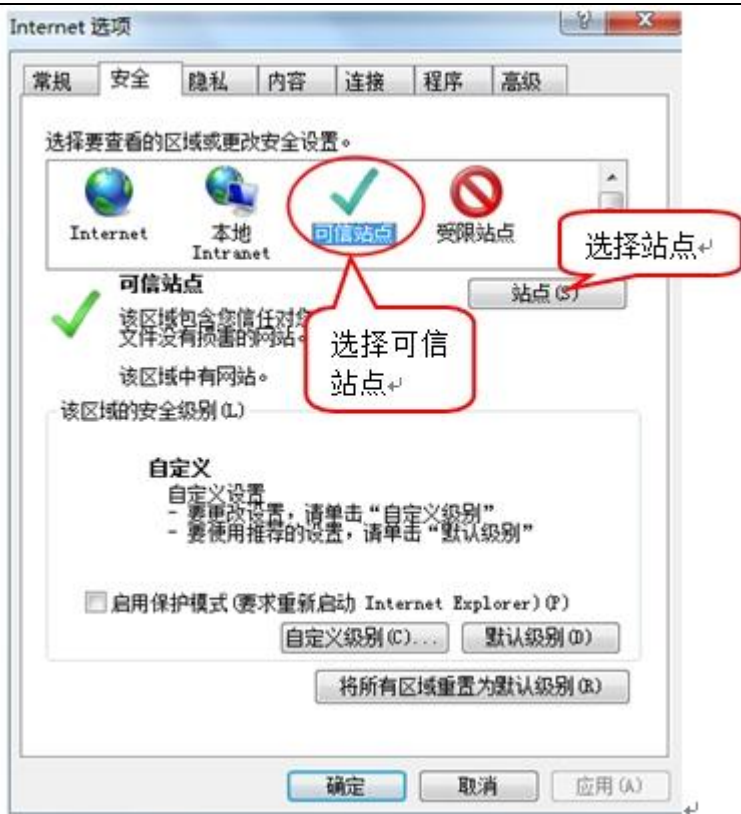 Internet 选项
常规 安全 隐私 内容 连接 程序 高级
选择要查看的区域或更改安全设置。
Internet
本地
Intranet
可信站点
受限站点
选择站点
可信站点
站点(S)
该区域包含您信任对您
文件没有损害的网站。
选择可信
站点
该区域中有网站。
该区域的安全级别(L)
自定义
自定义设置
- 要更改设置，请单击“自定义级别”
- 要使用推荐的设置，请单击“默认级别”
启用保护模式(要求重新启动 Internet Explorer)(P)
自定义级别(C)... 默认级别(D)
将所有区域重置为默认级别(R)
确定 取消 应用(A)